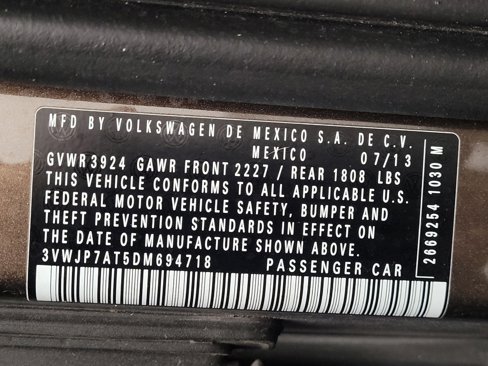 MFD BY VOLKSWAGEN DE MEXICO S.A. DE C.V.
MEXICO 07/13
GVWR3924 GAWR FRONT 2227 / REAR 1808 LBS
THIS VEHICLE CONFORMS TO ALL APPLICABLE U.S.
FEDERAL MOTOR VEHICLE SAFETY, BUMPER AND
THEFT PREVENTION STANDARDS IN EFFECT ON
THE DATE OF MANUFACTURE SHOWN ABOVE.
3VWJP7AT5DM694718 PASSENGER CAR
2669254 1030 M